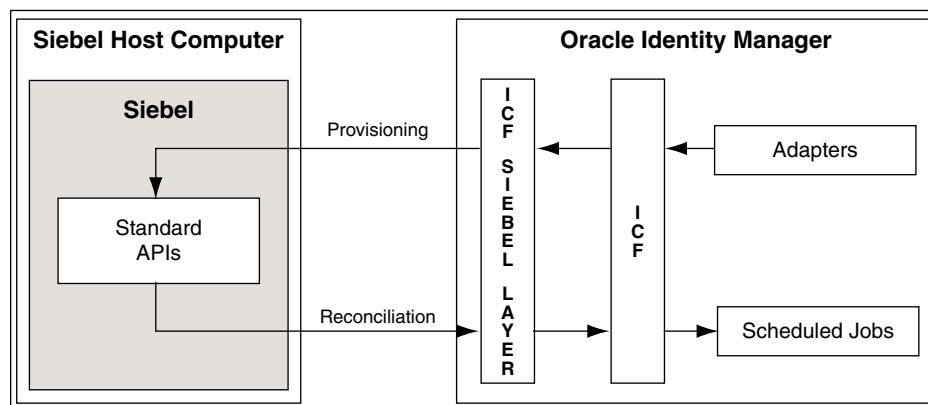 Siebel Host Computer
Oracle Identity Manager
Siebel
Provisioning
Standard
APIs
Reconciliation
ICF SIEBEL LAYER
ICF
Adapters
Scheduled Jobs